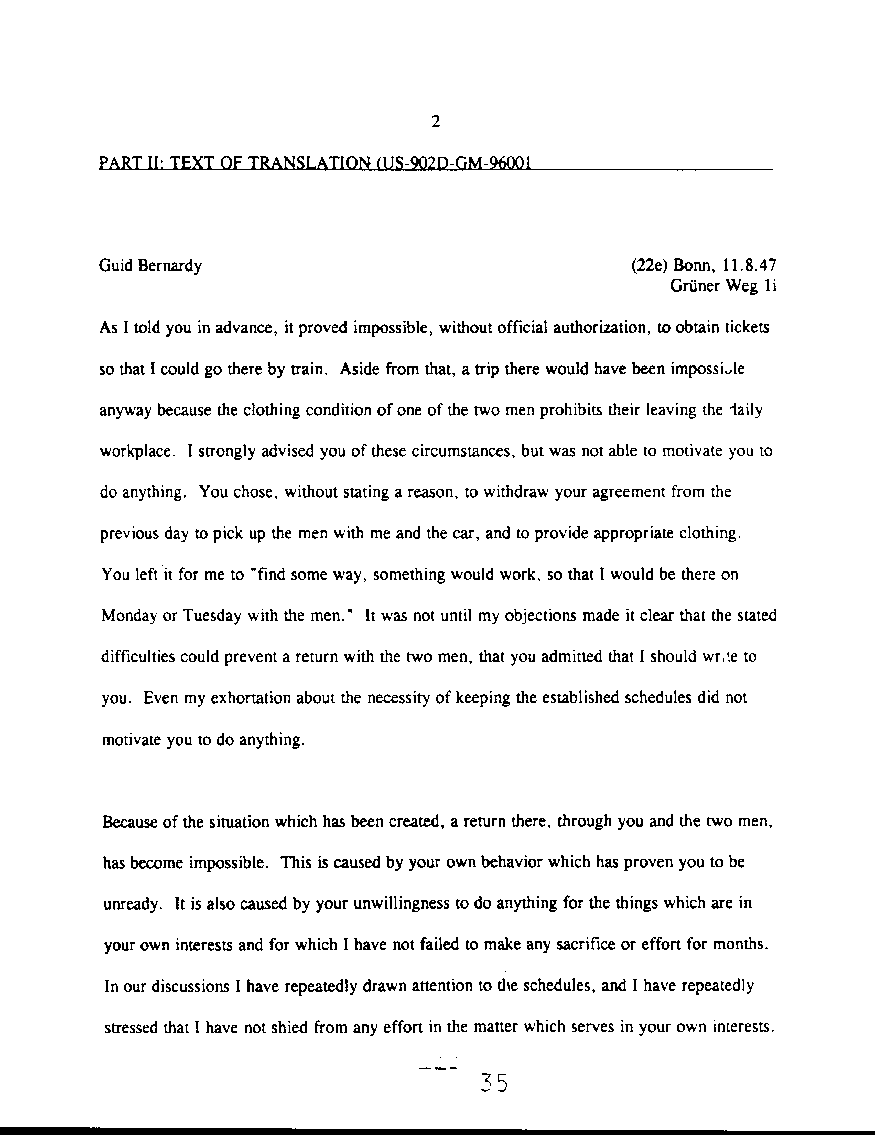 2
PART II: TEXT OF TRANSLATION (US-902D-GM-9600)
Guid Bernardy (22e) Bonn, 11.8.47
Grüner Weg 1i
As I told you in advance, it proved impossible, without official authorization, to obtain tickets
so that I could go there by train. Aside from that, a trip there would have been impossible
anyway because the clothing condition of one of the two men prohibits their leaving the daily
workplace. I strongly advised you of these circumstances, but was not able to motivate you to
do anything. You chose, without stating a reason, to withdraw your agreement from the
previous day to pick up the men with me and the car, and to provide appropriate clothing.
You left it for me to "find some way, something would work, so that I would be there on
Monday or Tuesday with the men." It was not until my objections made it clear that the stated
difficulties could prevent a return with the two men, that you admitted that I should write to
you. Even my exhortation about the necessity of keeping the established schedules did not
motivate you to do anything.
Because of the situation which has been created, a return there, through you and the two men,
has become impossible. This is caused by your own behavior which has proven you to be
unready. It is also caused by your unwillingness to do anything for the things which are in
your own interests and for which I have not failed to make any sacrifice or effort for months.
In our discussions I have repeatedly drawn attention to the schedules, and I have repeatedly
stressed that I have not shied from any effort in the matter which serves in your own interests.
35